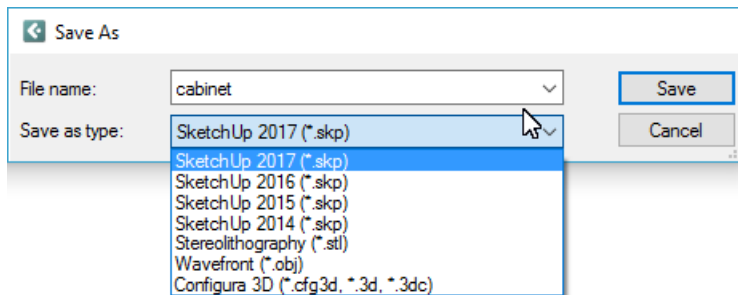 Save As
File name:
cabinet
Save
Save as type:
SketchUp 2017 (*.skp)
Cancel
SketchUp 2017 (*.skp)
SketchUp 2016 (*.skp)
SketchUp 2015 (*.skp)
SketchUp 2014 (*.skp)
Stereolithography (*.stl)
Wavefront (*.obj)
Configura 3D (*.cfg3d, *.3d, *.3dc)